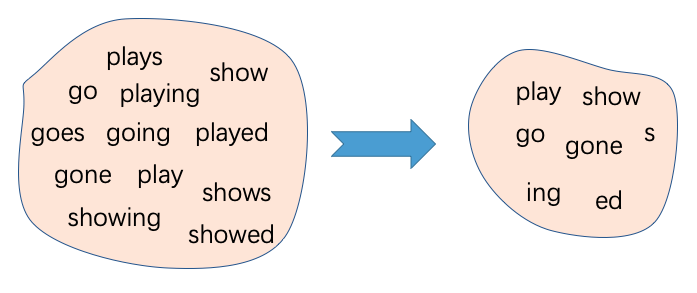 plays
show
go playing
goes going played
gone play
shows
showing
showed
play show
go gone s
ing ed